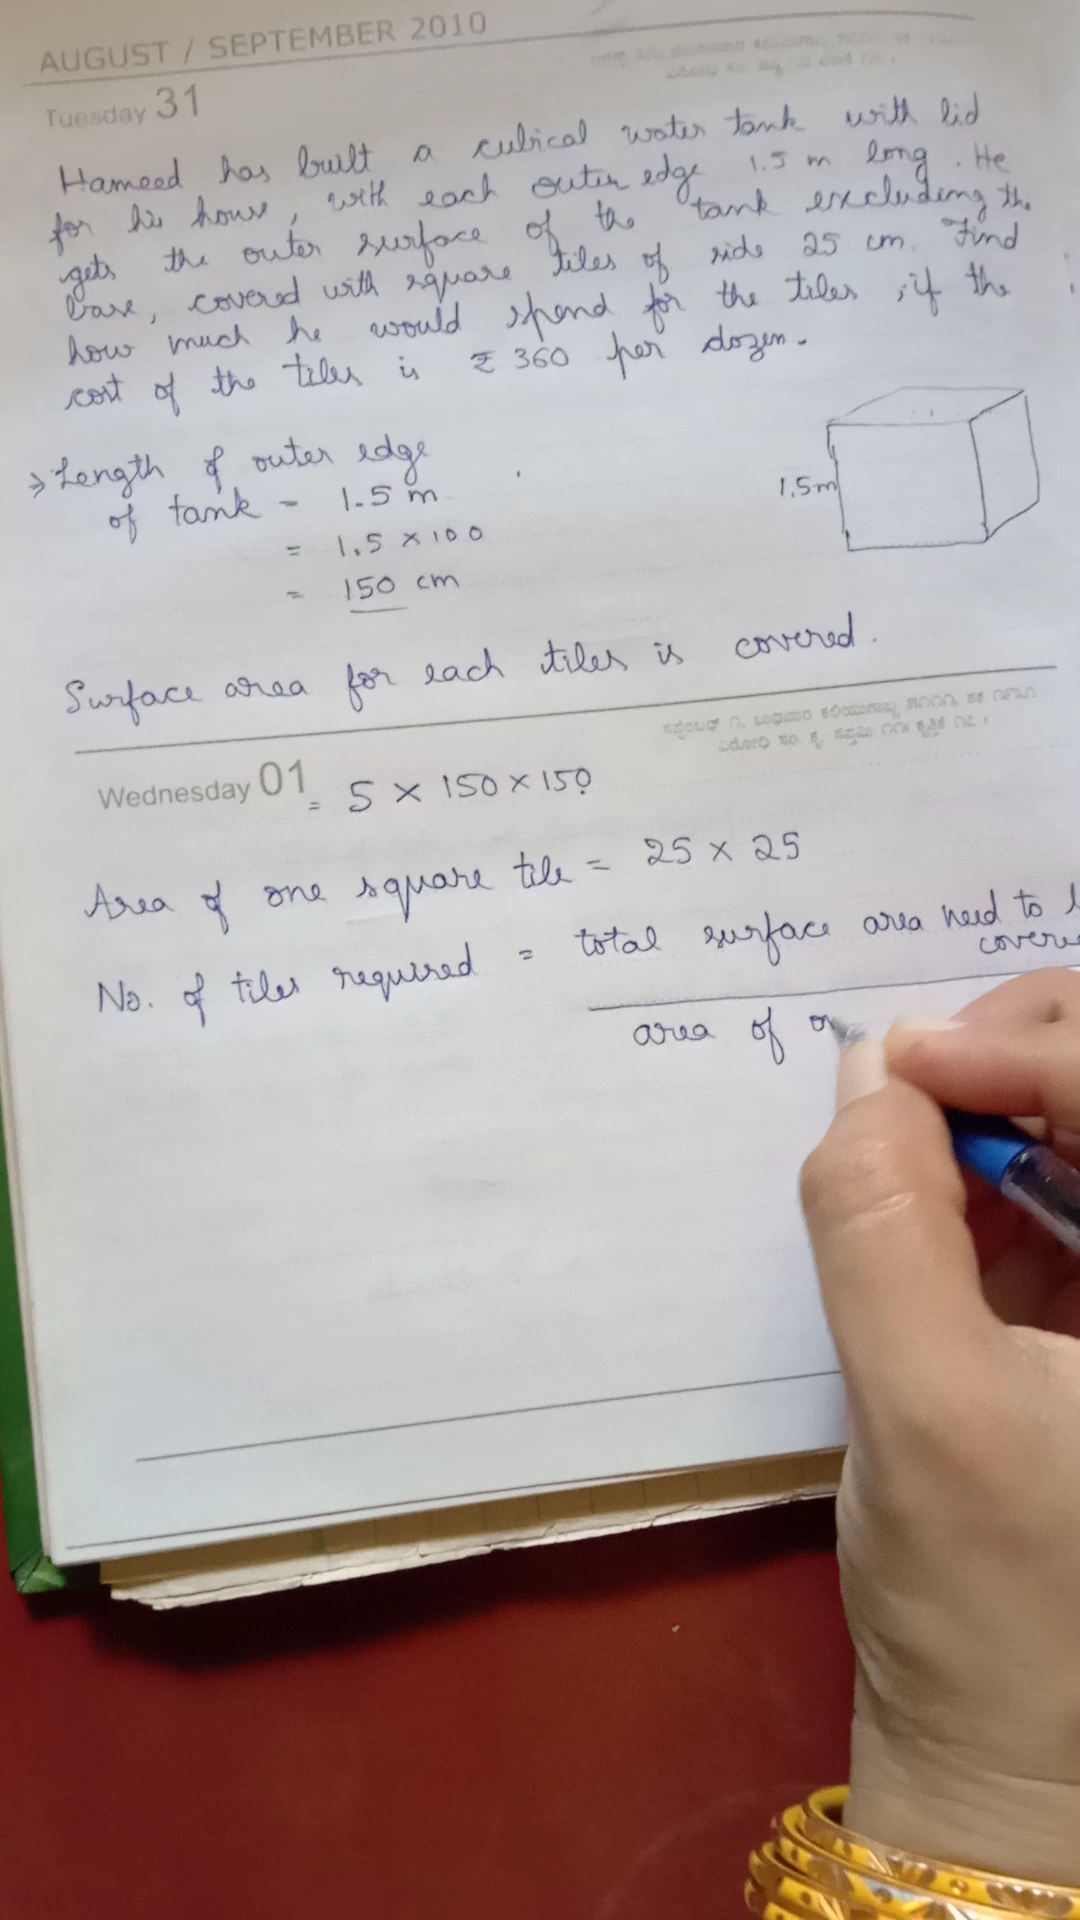 AUGUST / SEPTEMBER 2010
Tuesday 31
Hameed has built a cubical water tank with lid
for his house, with each outer edge 1.5 m long. He
gets the outer surface of the tank excluding the
base, covered with square tiles of side 25 cm. Find
how much he would spend for the tiles, if the
cost of the tiles is ₹ 360 per dozen.
→ Length of outer edge
of tank = 1.5 m
= 1.5 × 100
= 150 cm
1.5m
Surface area for each tiles is covered.
Wednesday 01
= 5 × 150 × 150
Area of one square tile = 25 × 25
No. of tiles required = total surface area need to
area of